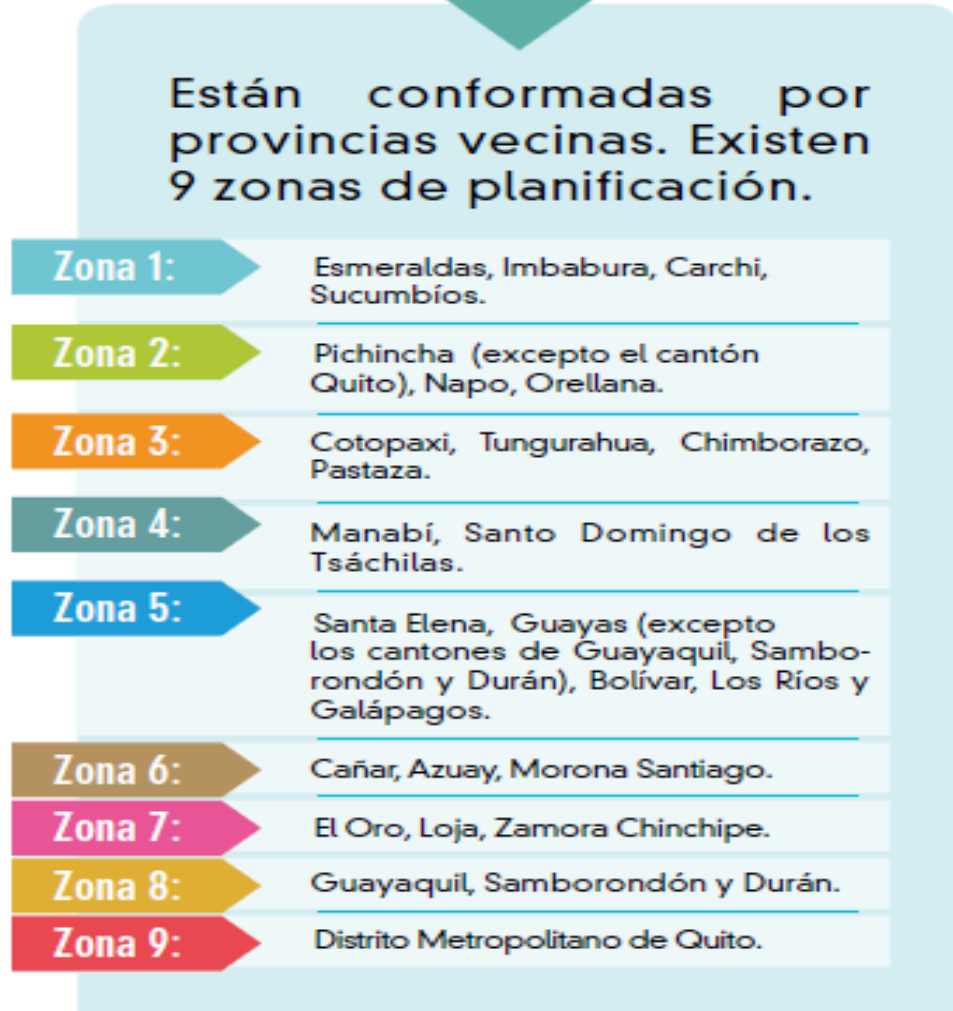 Están conformadas por
provincias vecinas. Existen
9 zonas de planificación.
Zona 1:
Esmeraldas, Imbabura, Carchi,
Sucumbíos.
Zona 2:
Pichincha (excepto el cantón
Quito), Napo, Orellana.
Zona 3:
Cotopaxi, Tungurahua, Chimborazo,
Pastaza.
Zona 4:
Manabí, Santo Domingo de los
Tsáchilas.
Zona 5:
Santa Elena, Guayas (excepto
los cantones de Guayaquil, Sambo-
rondón y Durán), Bolívar, Los Ríos y
Galápagos.
Zona 6:
Cañar, Azuay, Morona Santiago.
Zona 7:
El Oro, Loja, Zamora Chinchipe.
Zona 8:
Guayaquil, Samborondón y Durán.
Zona 9:
Distrito Metropolitano de Quito.